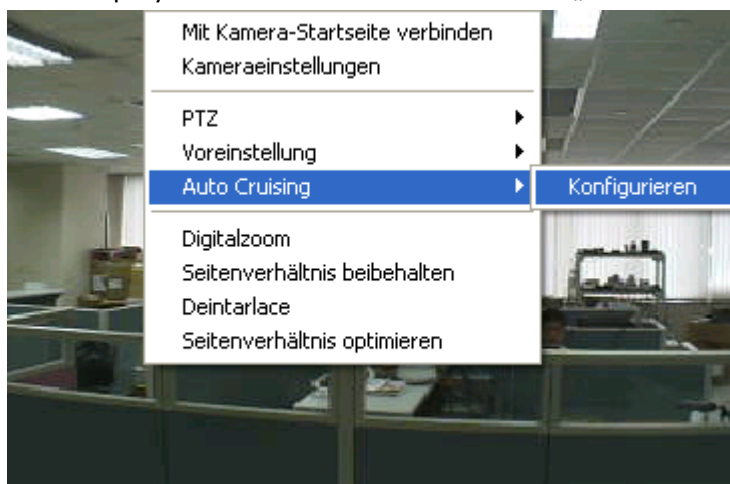 Mit Kamera-Startseite verbinden
Kameraeinstellungen
PTZ
Voreinstellung
Auto Cruising
Konfigurieren
Digitalzoom
Seitenverhältnis beibehalten
Deintarlace
Seitenverhältnis optimieren